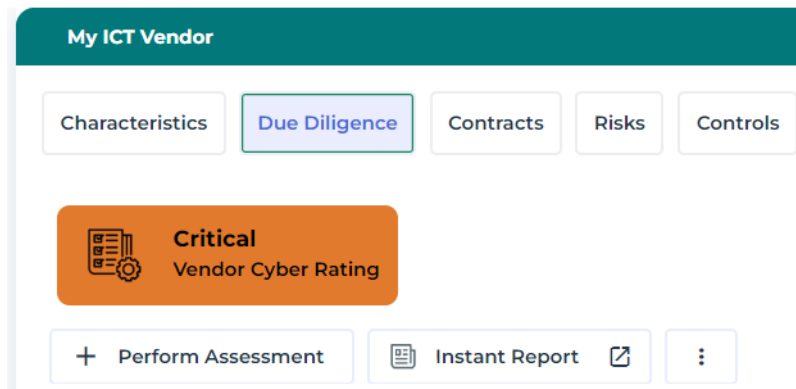 My ICT Vendor
Characteristics Due Diligence Contracts Risks Controls
Critical
Vendor Cyber Rating
Perform Assessment Instant Report